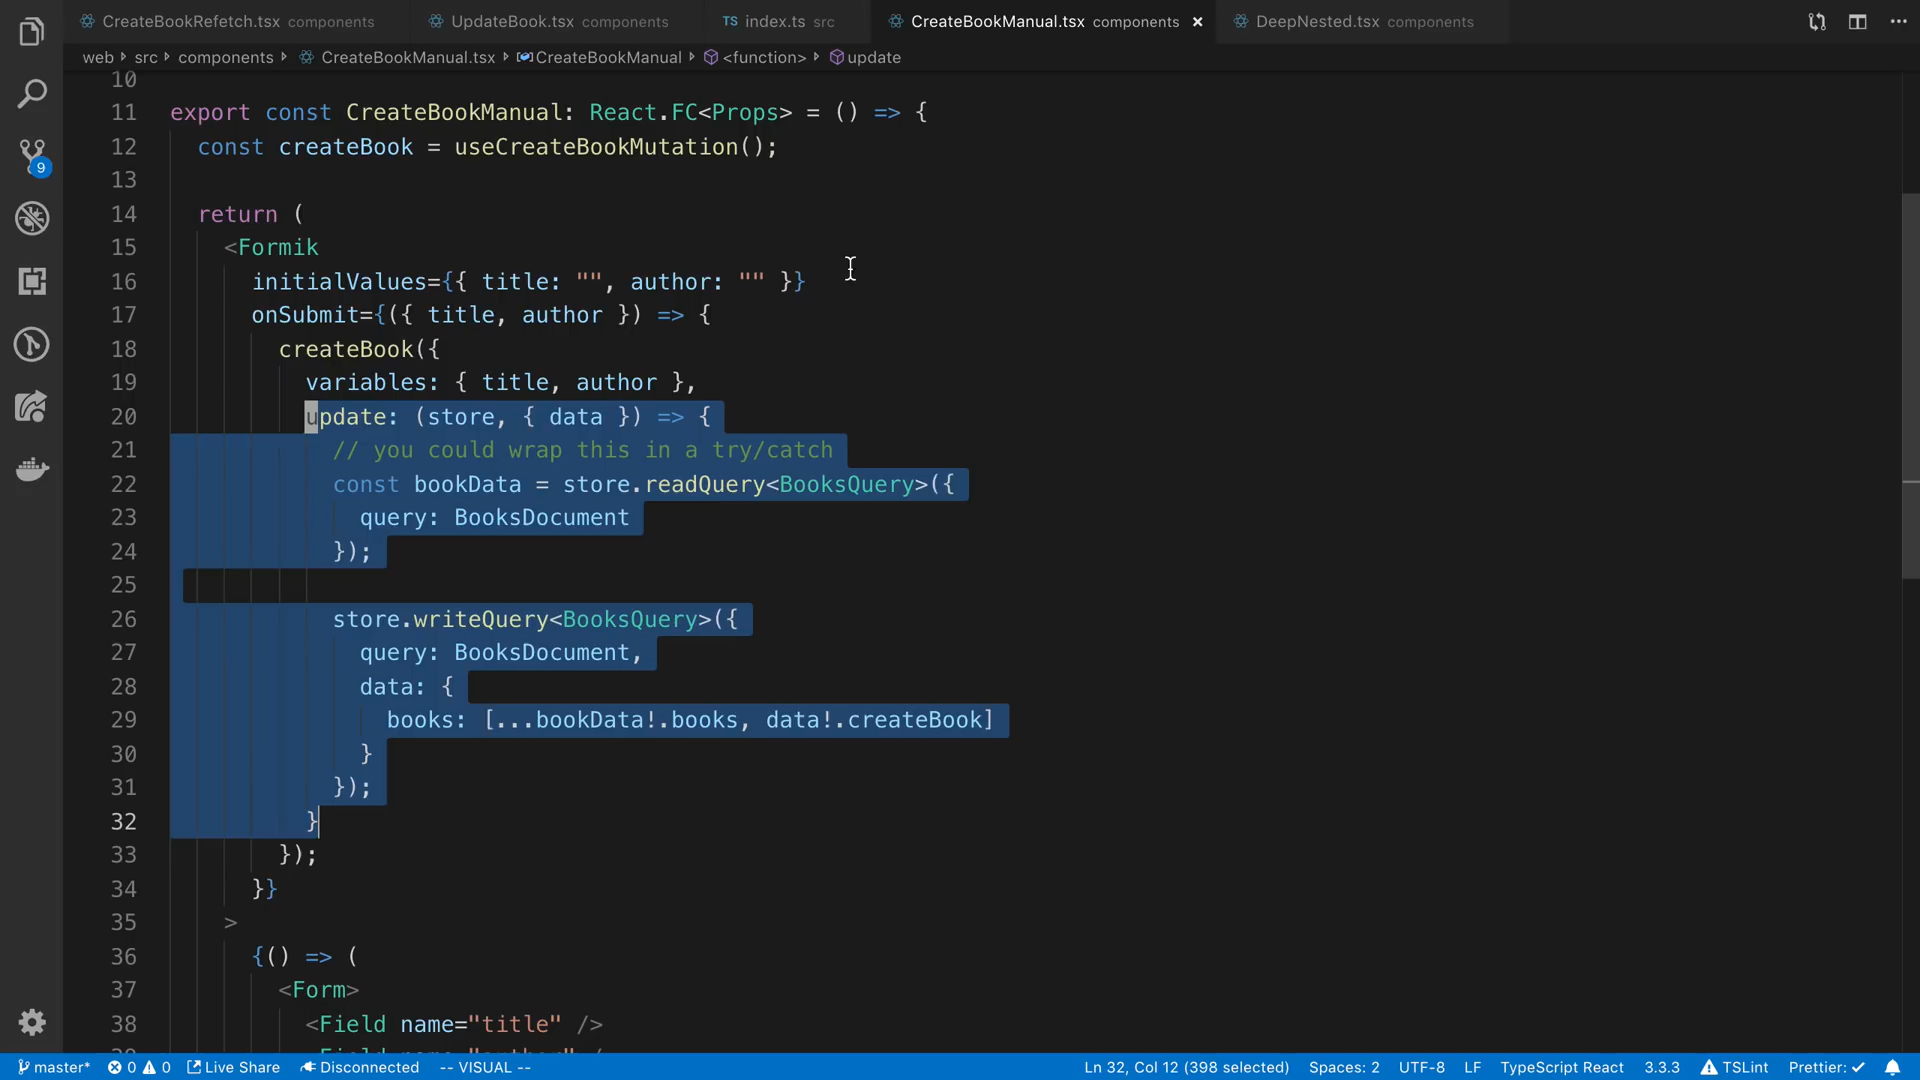 CreateBookRefetch.tsx components
UpdateBook.tsx components
TS index.ts src
CreateBookManual.tsx components ×
DeepNested.tsx components
web › src › components › CreateBookManual.tsx › CreateBookManual › <function> › update
10
11 export const CreateBookManual: React.FC<Props> = () => {
12 const createBook = useCreateBookMutation();
13
14 return (
15 <Formik
16 initialValues={{ title: "", author: "" }}
17 onSubmit={({ title, author }) => {
18 createBook({
19 variables: { title, author },
20 update: (store, { data }) => {
21 // you could wrap this in a try/catch
22 const bookData = store.readQuery<BooksQuery>({
23 query: BooksDocument
24 });
25
26 store.writeQuery<BooksQuery>({
27 query: BooksDocument,
28 data: {
29 books: [...bookData!.books, data!.createBook]
30 }
31 });
32 }
33 });
34 }}
35 >
36 {() => (
37 <Form>
38 <Field name="title" />
9
master* 0 0 Live Share Disconnected -- VISUAL -- Ln 32, Col 12 (398 selected) Spaces: 2 UTF-8 LF TypeScript React 3.3.3 TSLint Prettier: ✓